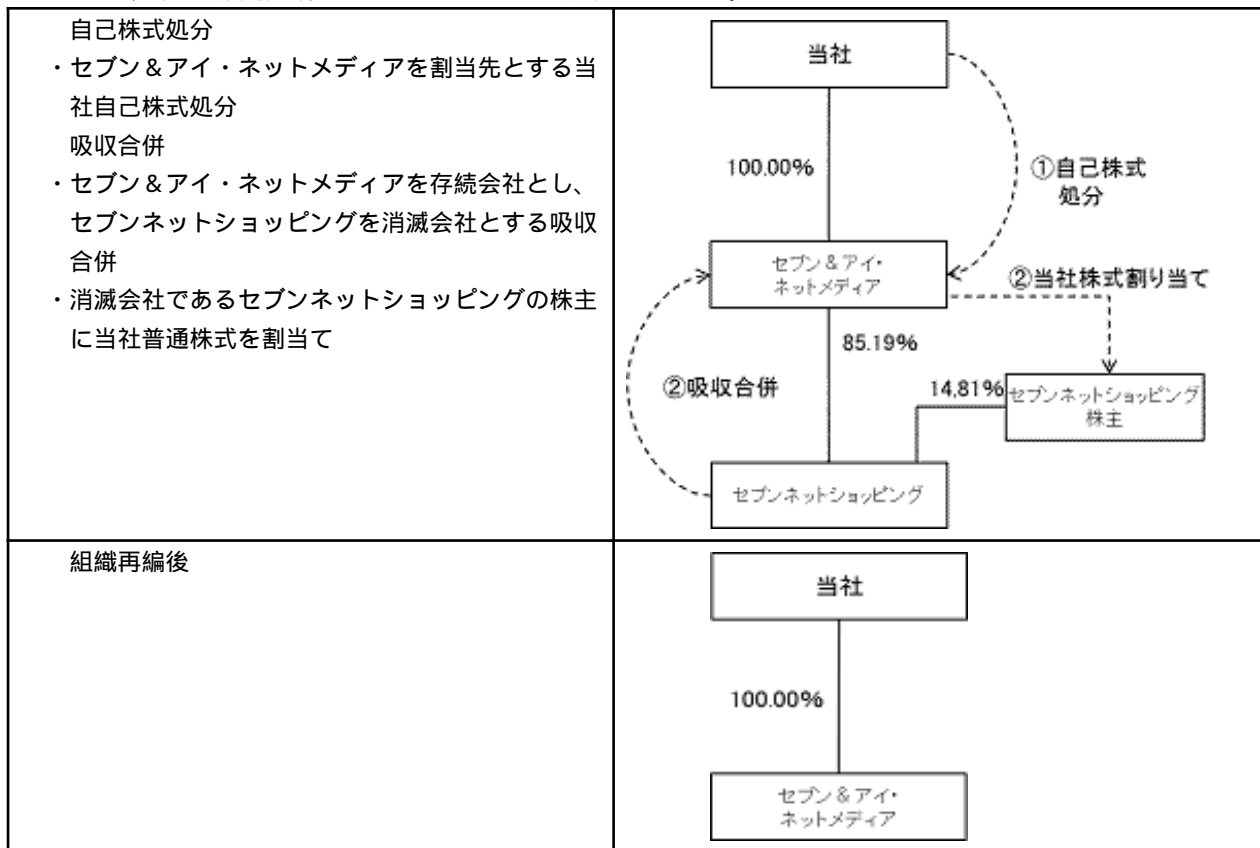 自己株式処分
・セブン＆アイ・ネットメディアを割当先とする当
社自己株式処分
吸収合併
・セブン＆アイ・ネットメディアを存続会社とし、
セブンネットショッピングを消滅会社とする吸収
合併
・消滅会社であるセブンネットショッピングの株主
に当社普通株式を割当て
当社
100.00%
①自己株式
処分
セブン＆アイ・
ネットメディア
②当社株式割り当て
85.19%
②吸収合併
14.81%
セブンネットショッピング
株主
セブンネットショッピング
組織再編後
当社
100.00%
セブン＆アイ・
ネットメディア